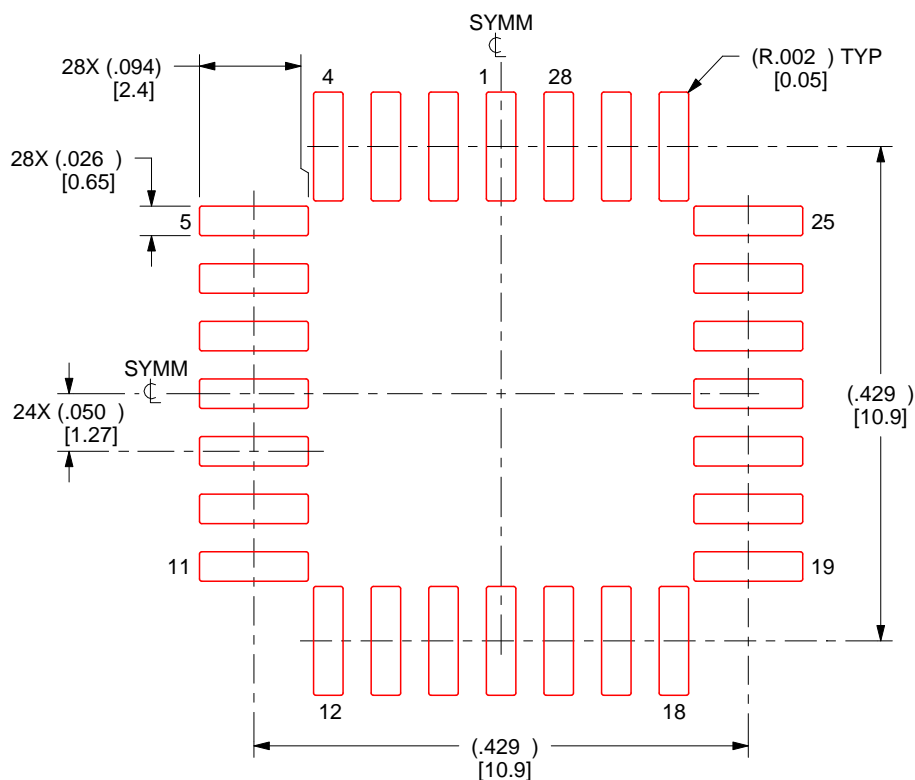 SYMM
28X (.094)
[2.4]
4
1
28
(R.002 ) TYP
[0.05]
28X (.026 )
[0.65]
5
25
SYMM
24X (.050 )
[1.27]
(.429 )
[10.9]
11
19
12
18
(.429 )
[10.9]